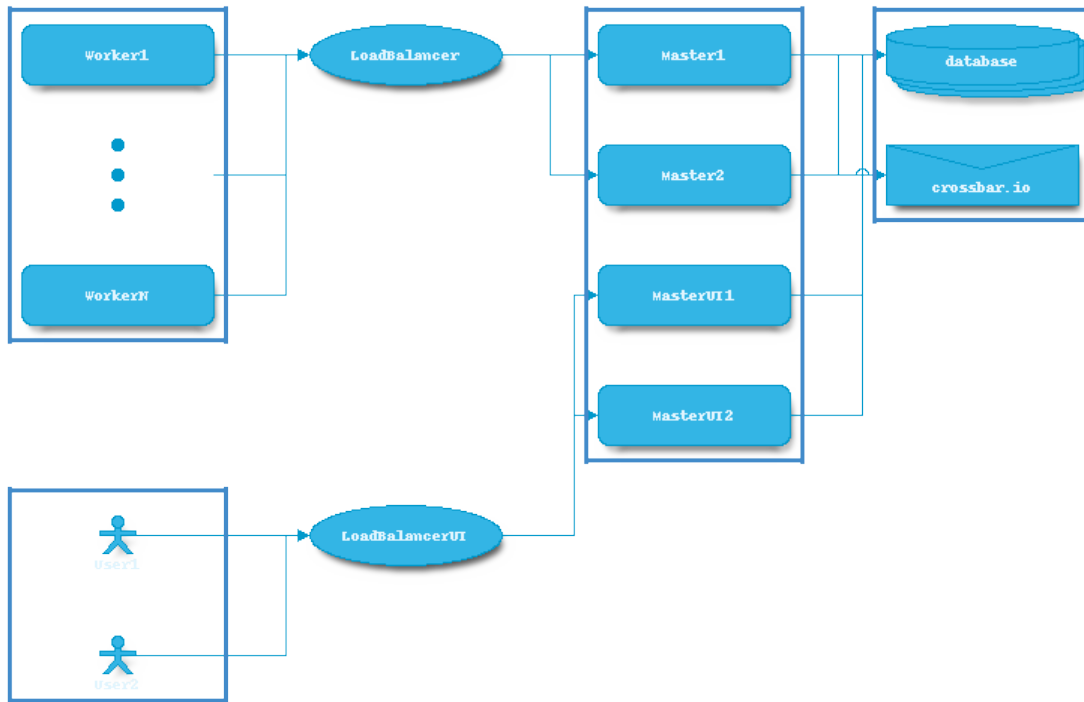 Worker1
LoadBalancer
Master1
database
Master2
crossbar.io
WorkerN
MasterUI1
MasterUI2
LoadBalancerUI
User1
User2